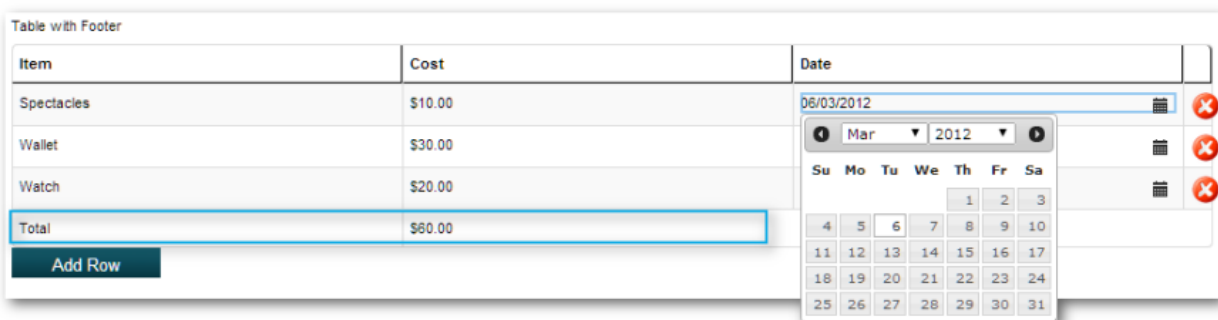 Table with Footer
Item Cost Date
Spectacles $10.00 06/03/2012
Mar 2012
Wallet $30.00
Su Mo Tu We Th Fr Sa
Watch $20.00
1 2 3
Total $60.00
4 5 6 7 8 9 10
11 12 13 14 15 16 17
Add Row
18 19 20 21 22 23 24
25 26 27 28 29 30 31